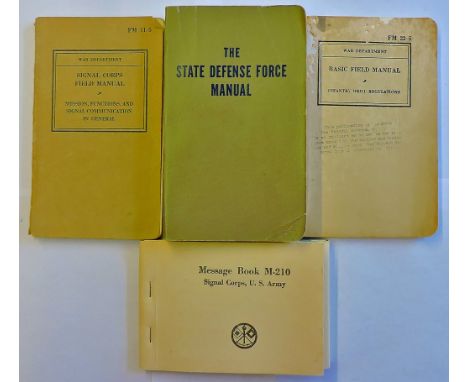 FM 11-5
WAR DEPARTMENT
SIGNAL CORPS
FIELD MANUAL
MISSION, FUNCTIONS, AND
SIGNAL COMMUNICATION
IN GENERAL
THE
STATE DEFENSE FORCE
MANUAL
FM 22-5
WAR DEPARTMENT
BASIC FIELD MANUAL
INFANTRY DRILL REGULATIONS
Message Book M-210
Signal Corps, U. S. Army